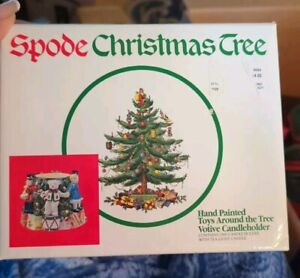 Spode Christmas Tree
Hand Painted
Toys Around the Tree
Votive Candleholder